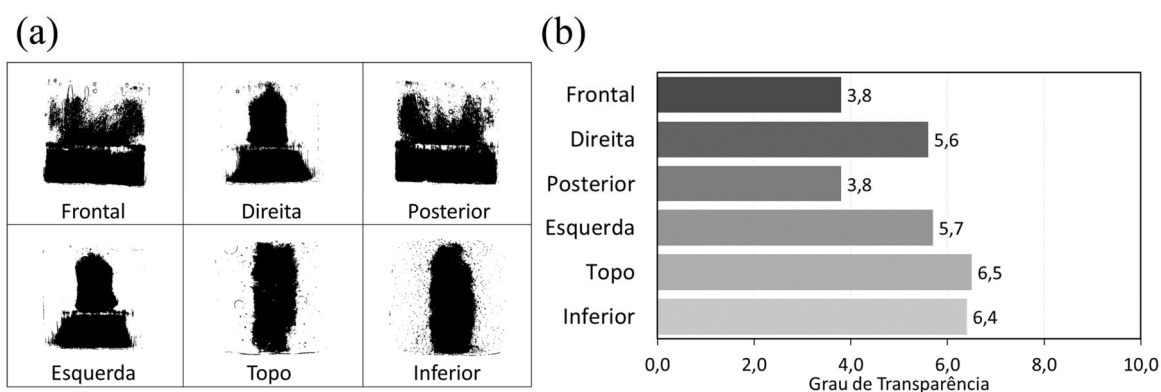 (a)
Frontal
Direita
Posterior
Esquerda
Topo
Inferior
(b)
Frontal
3,8
Direita
5,6
Posterior
3,8
Esquerda
5,7
Topo
6,5
Inferior
6,4
0,0 2,0 4,0 6,0 8,0 10,0
Grau de Transparência